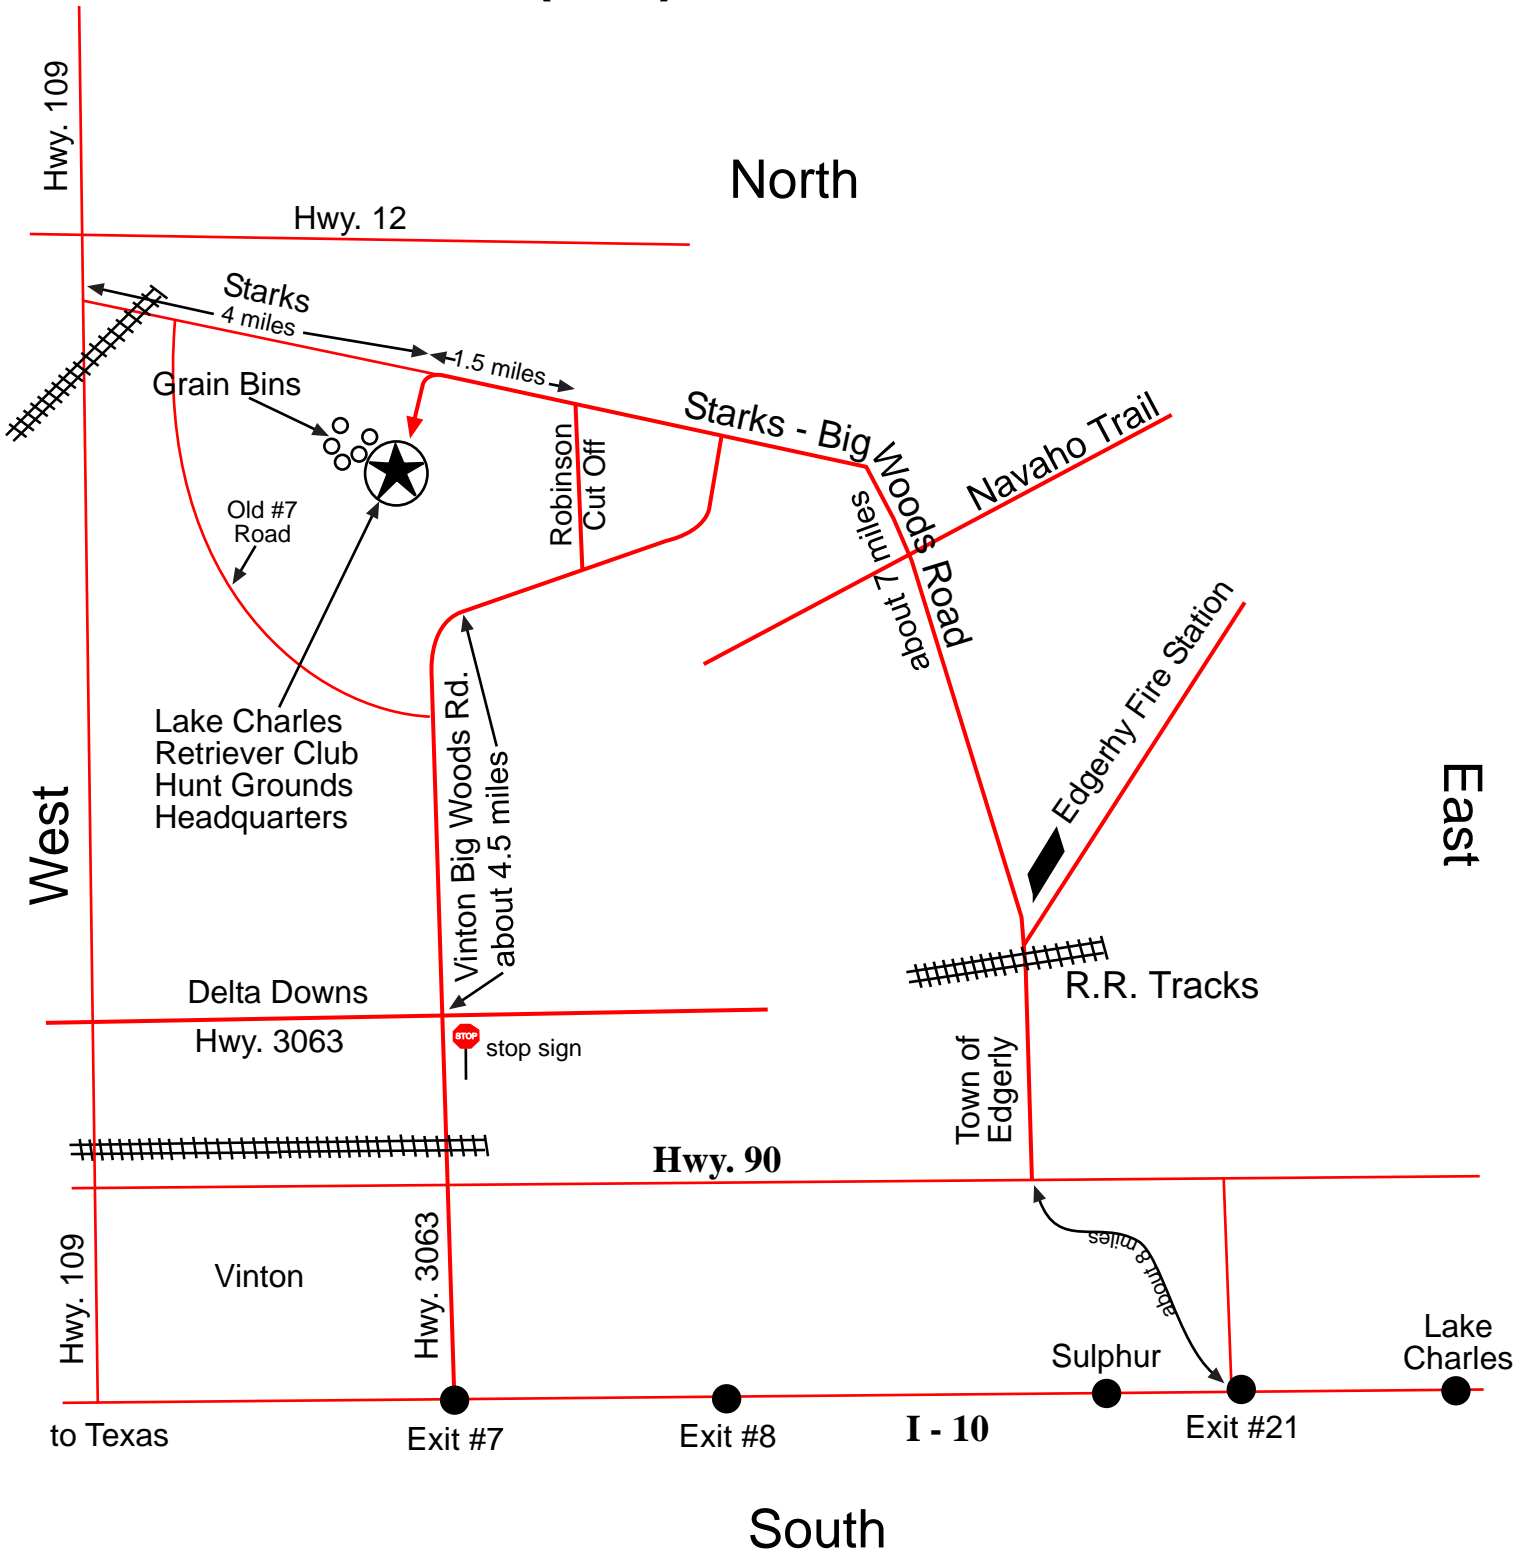 Hwy. 109
North
Hwy. 12
Starks
4 miles
1.5 miles
Grain Bins
Starks - Big Woods Road
Navaho Trail
Robinson
Cut Off
about 7 miles
Old #7
Road
Edgerhy Fire Station
Lake Charles
Retriever Club
Hunt Grounds
Headquarters
Vinton Big Woods Rd.
about 4.5 miles
West
East
Delta Downs
R.R. Tracks
Hwy. 3063
STOP
stop sign
Town of
Edgerly
Hwy. 90
Hwy. 109
Vinton
Hwy. 3063
about 8 miles
Sulphur
Lake
Charles
to Texas
Exit #7
Exit #8
I - 10
Exit #21
South